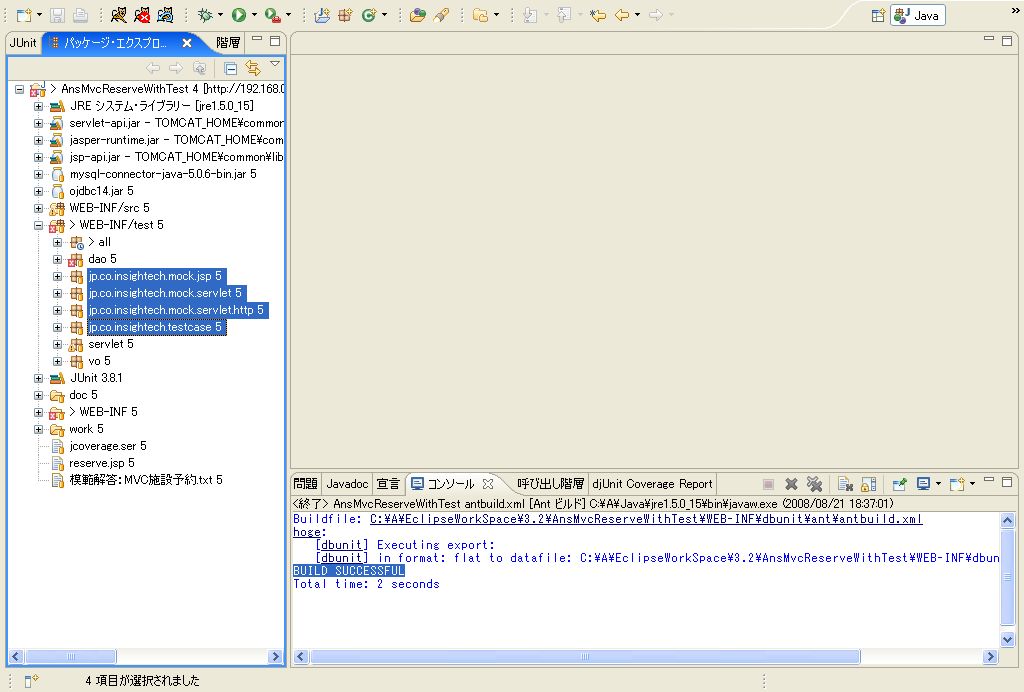 Java
»
JUnit
パッケージ・エクスプロ...
階層
> AnsMvcReserveWithTest 4 [http://192.168.0
JRE システム・ライブラリー [jre1.5.0_15]
servlet-api.jar - TOMCAT_HOME¥common
jasper-runtime.jar - TOMCAT_HOME¥com
jsp-api.jar - TOMCAT_HOME¥common¥lib
mysql-connector-java-5.0.6-bin.jar 5
ojdbc14.jar 5
WEB-INF/src 5
> WEB-INF/test 5
> all
dao 5
jp.co.insightech.mock.jsp 5
jp.co.insightech.mock.servlet 5
jp.co.insightech.mock.servlet.http 5
jp.co.insightech.testcase 5
servlet 5
vo 5
JUnit 3.8.1
doc 5
> WEB-INF 5
work 5
jcoverage.ser 5
reserve.jsp 5
模範解答:MVC施設予約.txt 5
問題
Javadoc
宣言
コンソール
呼び出し階層
djUnit Coverage Report
<終了> AnsMvcReserveWithTest antbuild.xml [Ant ビルド] C:¥A¥Java¥jre1.5.0_15¥bin¥javaw.exe (2008/08/21 18:37:01)
Buildfile: C:¥A¥EclipseWorkSpace¥3.2¥AnsMvcReserveWithTest¥WEB-INF¥dbunit¥ant¥antbuild.xml
hoge:
[dbunit] Executing export:
[dbunit] in format: flat to datafile: C:¥A¥EclipseWorkSpace¥3.2¥AnsMvcReserveWithTest¥WEB-INF¥dbun
BUILD SUCCESSFUL
Total time: 2 seconds
4 項目が選択されました